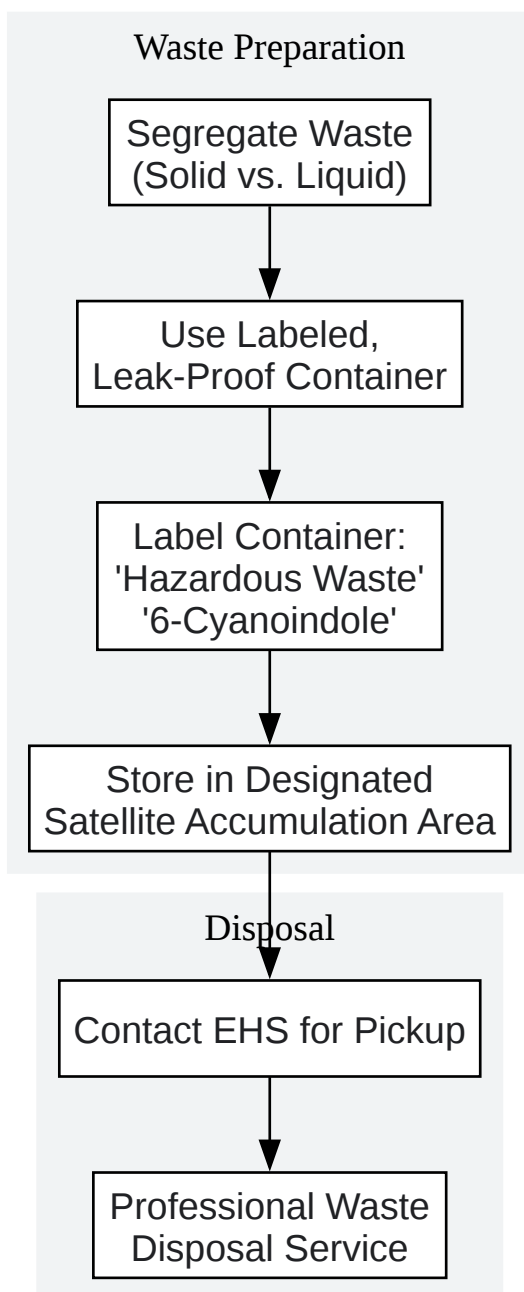 Waste Preparation
Segregate Waste
(Solid vs. Liquid)
Use Labeled,
Leak-Proof Container
Label Container:
'Hazardous Waste'
'6-Cyanoindole'
Store in Designated
Satellite Accumulation Area
Disposal
Contact EHS for Pickup
Professional Waste
Disposal Service